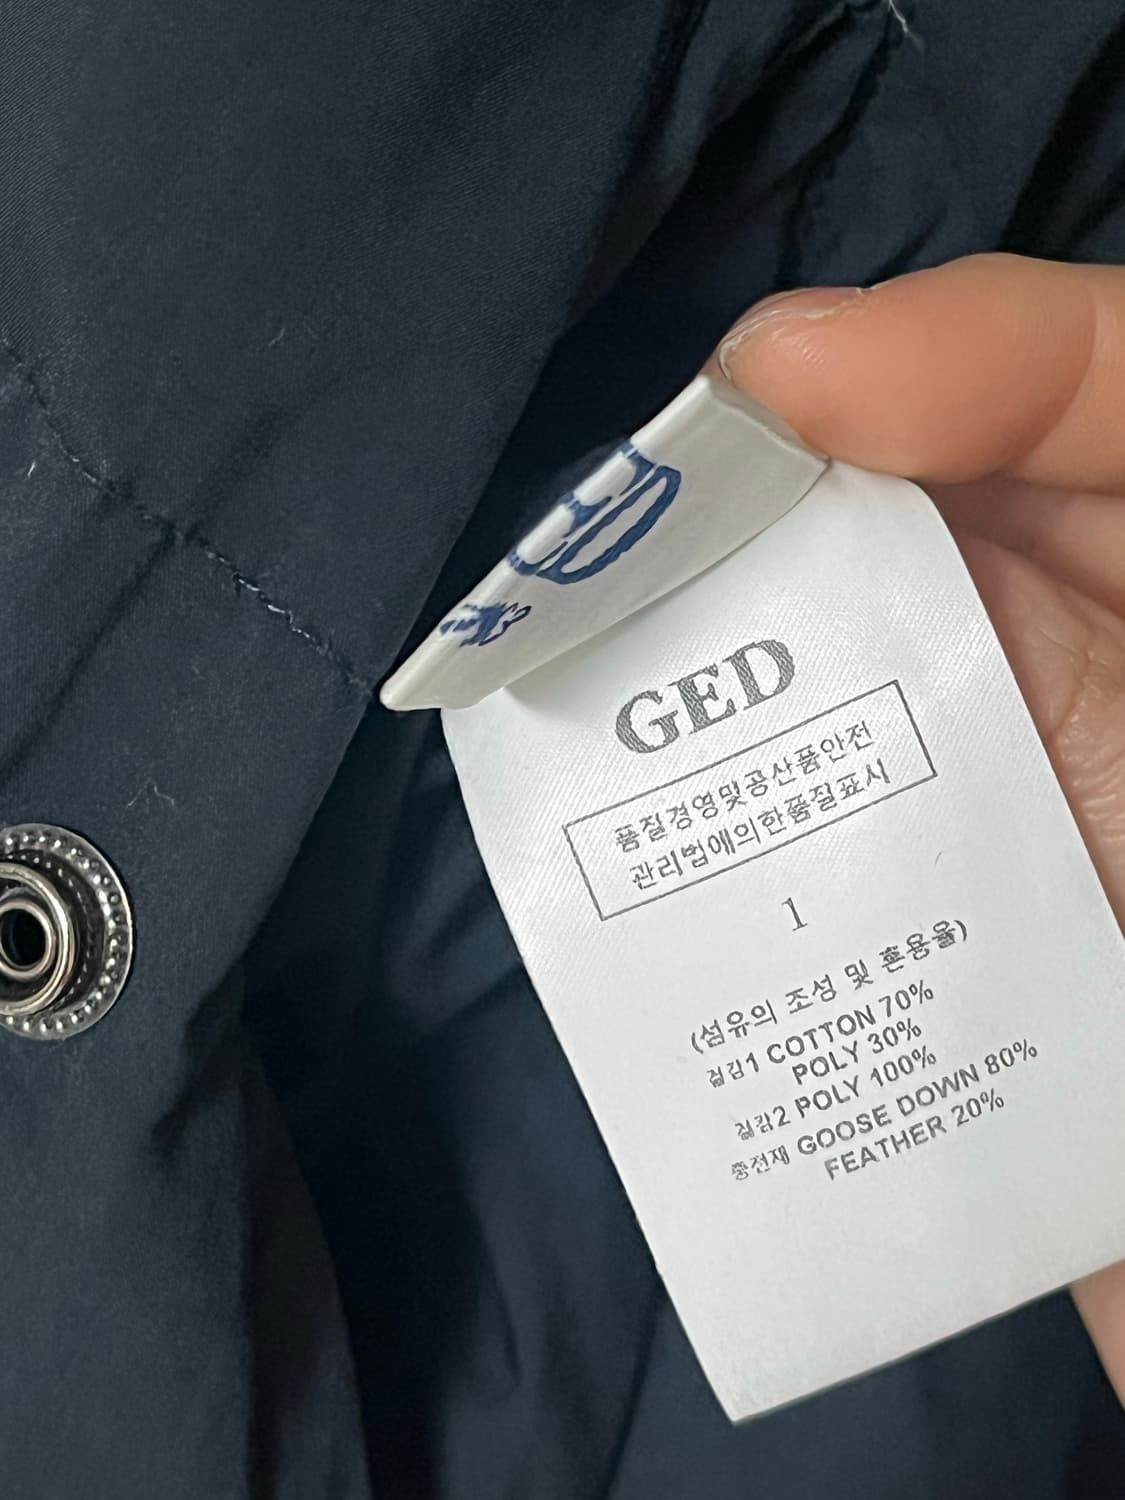 GED
품질경영및공산품안전
관리법애의한품질표시
1
(섬유의 조성 및 혼용율)
겉감1 COTTON 70%
POLY 30%
겉감2 POLY 100%
충전재 GOOSE DOWN 80%
FEATHER 20%